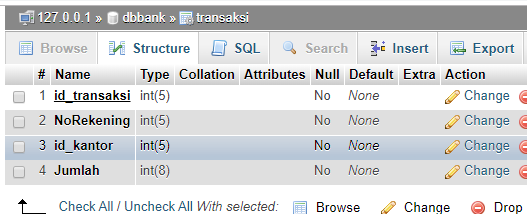 127.0.0.1 » dbbank » transaksi
Browse Structure SQL Search Insert Export
# Name Type Collation Attributes Null Default Extra Action
1 id_transaksi int(5) No None Change
2 NoRekening int(5) No None Change
3 id_kantor int(5) No None Change
4 Jumlah int(8) No None Change
Check All / Uncheck All With selected: Browse Change Drop